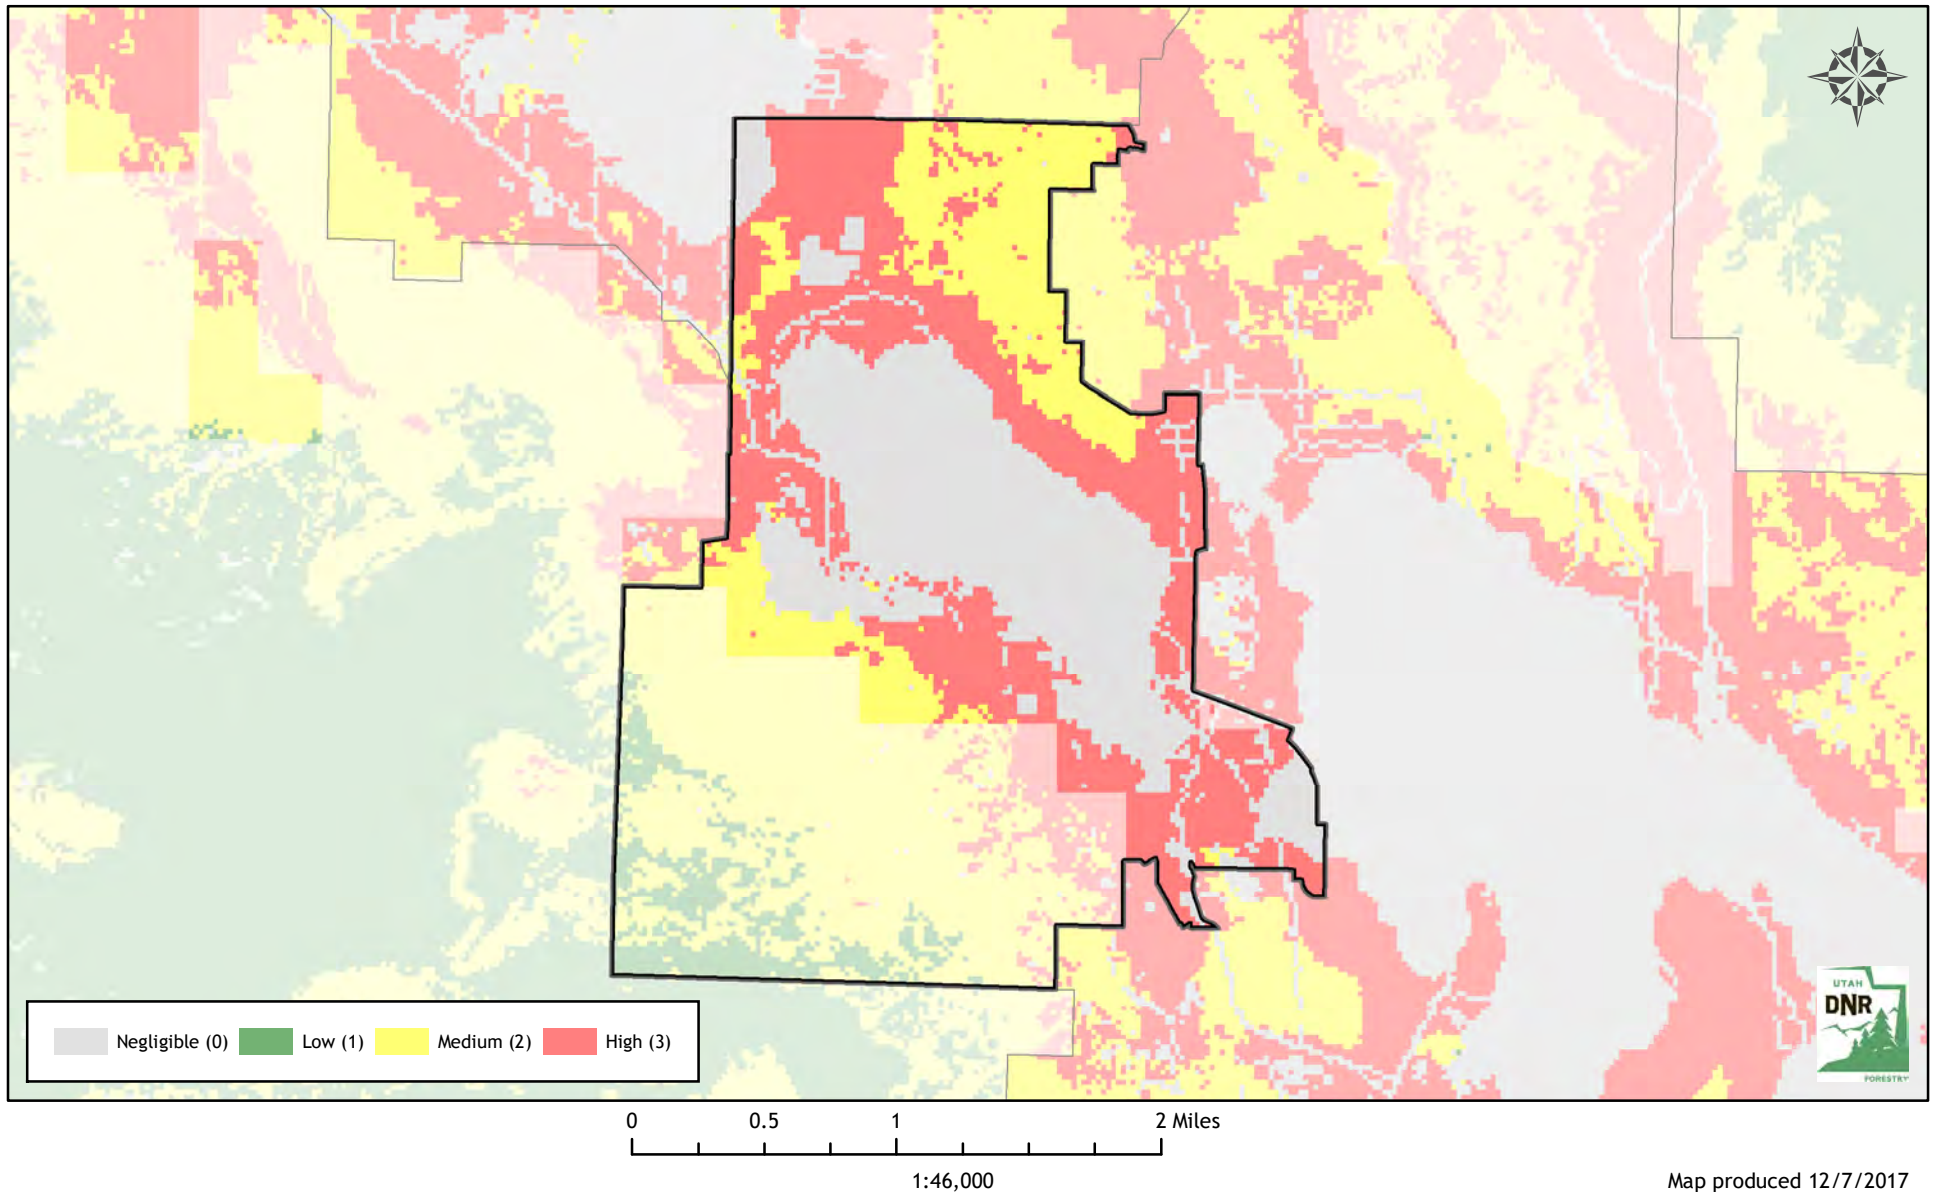 UTAH
DNR
FORESTRY
Negligible (0) Low (1) Medium (2) High (3)
0 0.5 1 2 Miles
1:46,000
Map produced 12/7/2017